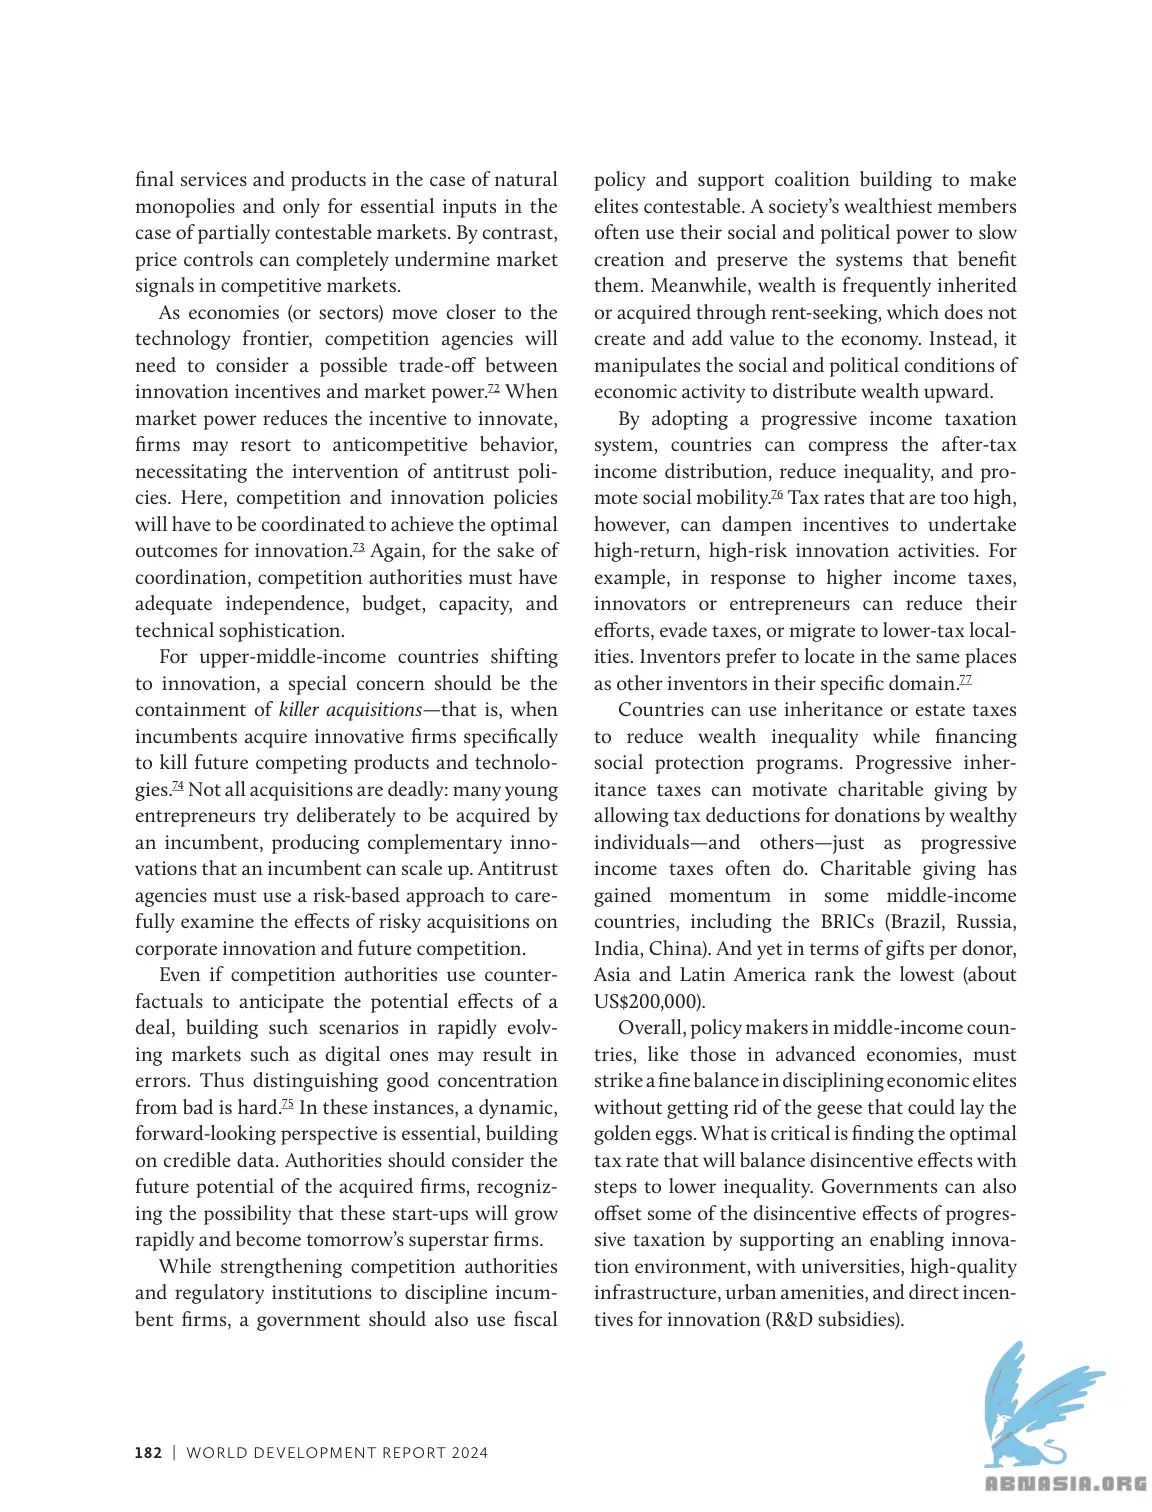 final services and products in the case of natural
monopolies and only for essential inputs in the
case of partially contestable markets. By contrast,
price controls can completely undermine market
signals in competitive markets.
As economies (or sectors) move closer to the
technology frontier, competition agencies will
need to consider a possible trade-off between
innovation incentives and market power.72 When
market power reduces the incentive to innovate,
firms may resort to anticompetitive behavior,
necessitating the intervention of antitrust poli-
cies. Here, competition and innovation policies
will have to be coordinated to achieve the optimal
outcomes for innovation.73 Again, for the sake of
coordination, competition authorities must have
adequate independence, budget, capacity, and
technical sophistication.
For upper-middle-income countries shifting
to innovation, a special concern should be the
containment of killer acquisitions—that is, when
incumbents acquire innovative firms specifically
to kill future competing products and technolo-
gies.74 Not all acquisitions are deadly: many young
entrepreneurs try deliberately to be acquired by
an incumbent, producing complementary inno-
vations that an incumbent can scale up. Antitrust
agencies must use a risk-based approach to care-
fully examine the effects of risky acquisitions on
corporate innovation and future competition.
Even if competition authorities use counter-
factuals to anticipate the potential effects of a
deal, building such scenarios in rapidly evolv-
ing markets such as digital ones may result in
errors. Thus distinguishing good concentration
from bad is hard.75 In these instances, a dynamic,
forward-looking perspective is essential, building
on credible data. Authorities should consider the
future potential of the acquired firms, recogniz-
ing the possibility that these start-ups will grow
rapidly and become tomorrow's superstar firms.
While strengthening competition authorities
and regulatory institutions to discipline incum-
bent firms, a government should also use fiscal
policy and support coalition building to make
elites contestable. A society's wealthiest members
often use their social and political power to slow
creation and preserve the systems that benefit
them. Meanwhile, wealth is frequently inherited
or acquired through rent-seeking, which does not
create and add value to the economy. Instead, it
manipulates the social and political conditions of
economic activity to distribute wealth upward.
By adopting a progressive income taxation
system, countries can compress the after-tax
income distribution, reduce inequality, and pro-
mote social mobility.76 Tax rates that are too high,
however, can dampen incentives to undertake
high-return, high-risk innovation activities. For
example, in response to higher income taxes,
innovators or entrepreneurs can reduce their
efforts, evade taxes, or migrate to lower-tax local-
ities. Inventors prefer to locate in the same places
as other inventors in their specific domain.77
Countries can use inheritance or estate taxes
to reduce wealth inequality while financing
social protection programs. Progressive inher-
itance taxes can motivate charitable giving by
allowing tax deductions for donations by wealthy
individuals—and others—just as progressive
income taxes often do. Charitable giving has
gained momentum in some middle-income
countries, including the BRICs (Brazil, Russia,
India, China). And yet in terms of gifts per donor,
Asia and Latin America rank the lowest (about
US$200,000).
Overall, policy makers in middle-income coun-
tries, like those in advanced economies, must
strike a fine balance in disciplining economic elites
without getting rid of the geese that could lay the
golden eggs. What is critical is finding the optimal
tax rate that will balance disincentive effects with
steps to lower inequality. Governments can also
offset some of the disincentive effects of progres-
sive taxation by supporting an enabling innova-
tion environment, with universities, high-quality
infrastructure, urban amenities, and direct incen-
tives for innovation (R&D subsidies).
182 | WORLD DEVELOPMENT REPORT 2024
ABNASIA.ORG